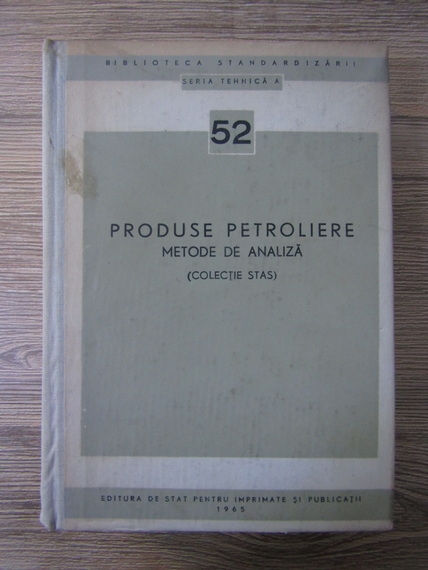 BIBLIOTECA STANDARDIZĂRII
SERIA TEHNICĂ A
52
PRODUSE PETROLIERE
METODE DE ANALIZĂ
(COLECȚIE STAS)
EDITURA DE STAT PENTRU IMPRIMATE ȘI PUBLICAȚII
1965